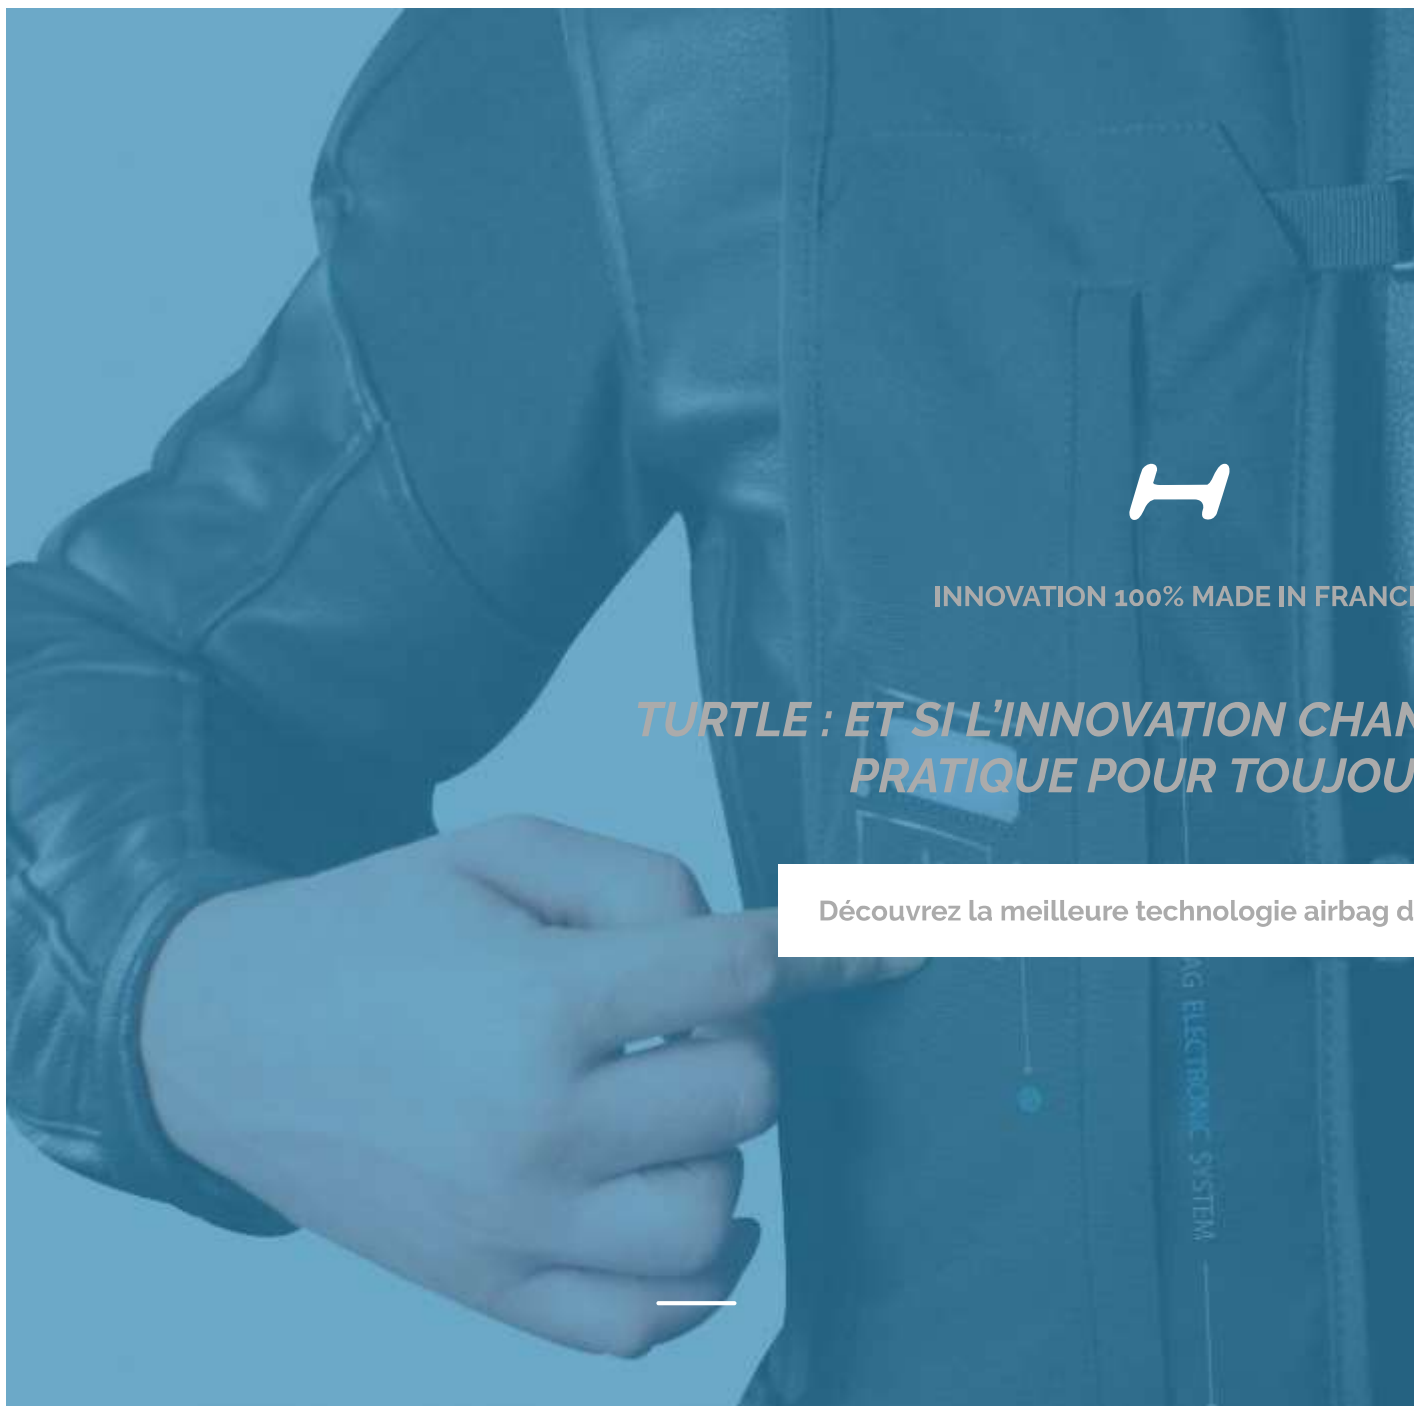 INNOVATION 100% MADE IN FRANC
TURTLE : ET SI L’INNOVATION CHAN
PRATIQUE POUR TOUJOU
Découvrez la meilleure technologie airbag d
AG ELECTRONIC SYSTEM